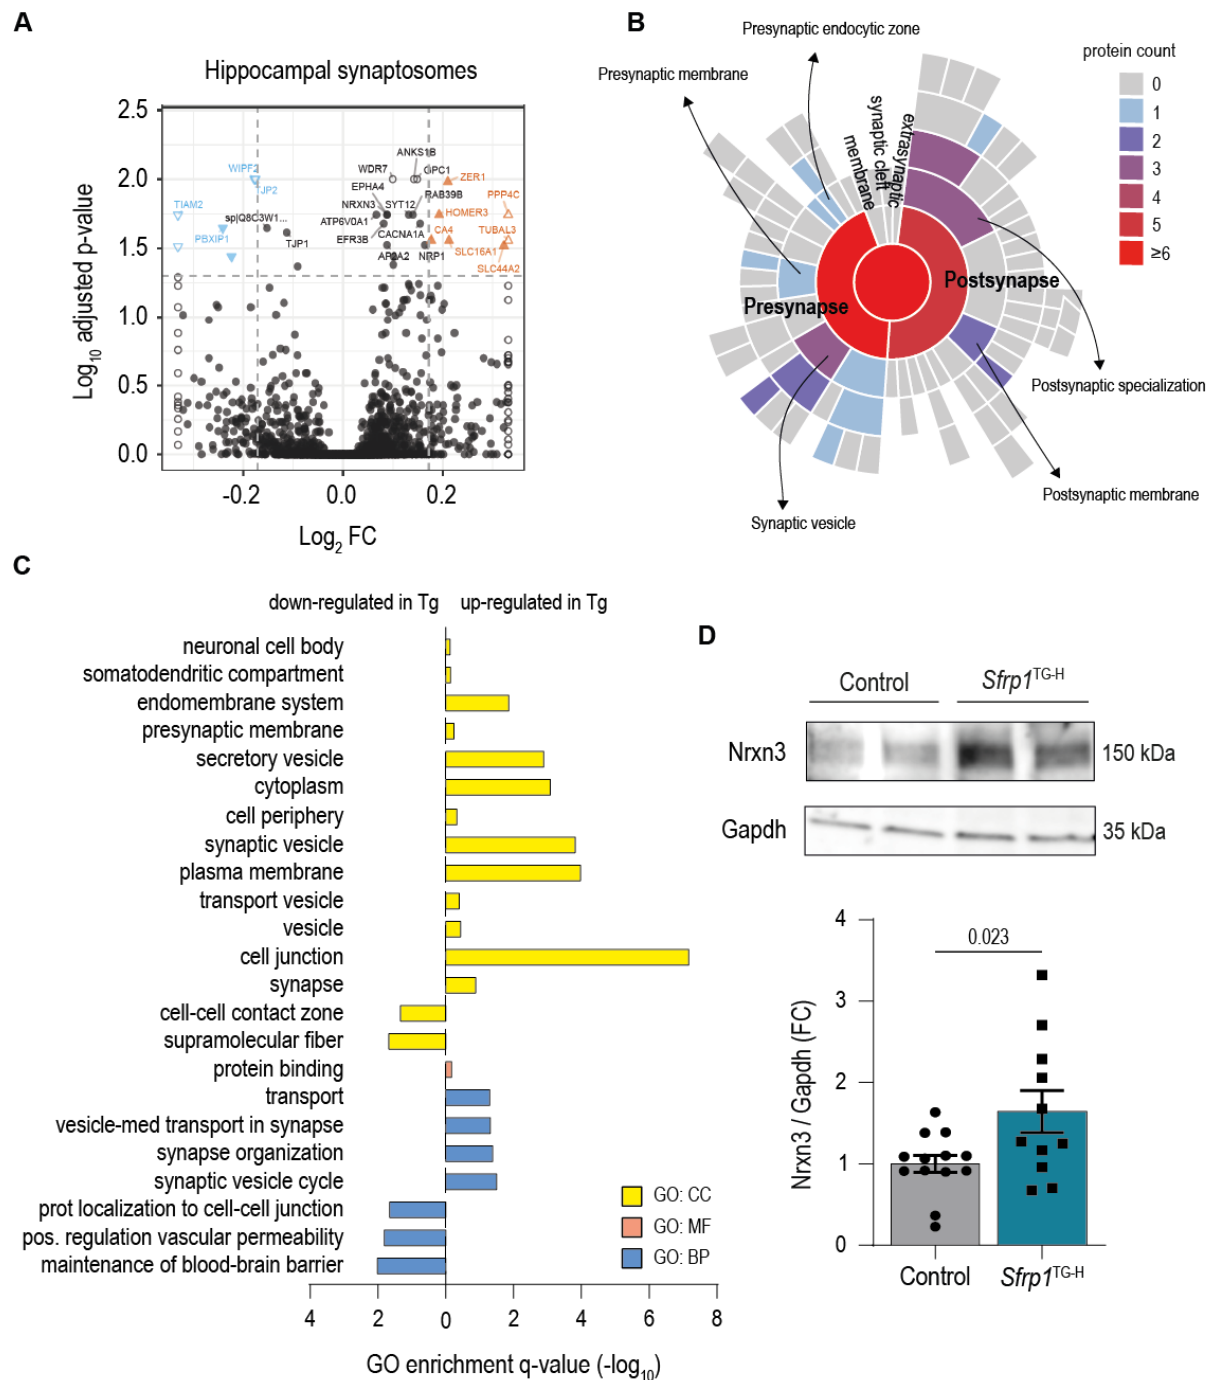 A
Hippocampal synaptosomes
Log10 adjusted p-value
2.5
2.0
1.5
1.0
0.5
0.0
-0.2
0.0
0.2
Log2 FC
WIPF2
TJP2
TIAM2
PBXIP1
sp|Q8C3W1...
TJP1
ANKS1B
WDR7
GPC1
ZER1
EPHA4
RAB39B
PPP4C
NRXN3
SYT12
HOMER3
ATP6V0A1
CACNA1A
CA4
TUBAL3
EFR3B
AP2A2
NRP1
SLC16A1
SLC44A2
B
Presynaptic endocytic zone
Presynaptic membrane
membrane
synaptic cleft
extrasynaptic
Presynapse
Postsynapse
Postsynaptic specialization
Postsynaptic membrane
Synaptic vesicle
protein count
0
1
2
3
4
5
≥6
C
down-regulated in Tg
up-regulated in Tg
neuronal cell body
somatodendritic compartment
endomembrane system
presynaptic membrane
secretory vesicle
cytoplasm
cell periphery
synaptic vesicle
plasma membrane
transport vesicle
vesicle
cell junction
synapse
cell-cell contact zone
supramolecular fiber
protein binding
transport
vesicle-med transport in synapse
synapse organization
synaptic vesicle cycle
prot localization to cell-cell junction
pos. regulation vascular permeability
maintenance of blood-brain barrier
GO: CC
GO: MF
GO: BP
4 2 0 2 4 6 8
GO enrichment q-value (-log10)
D
Control
Sfrp1TG-H
Nrxn3
150 kDa
Gapdh
35 kDa
Nrxn3 / Gapdh (FC)
4
3
2
1
0
0.023
Control
Sfrp1TG-H